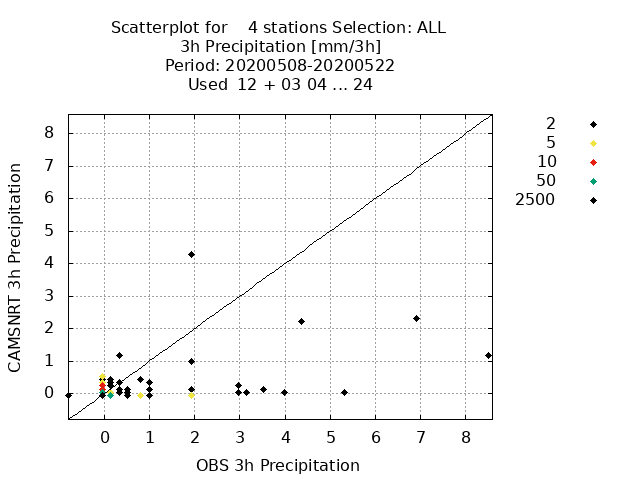 Scatterplot for    4 stations Selection: ALL
3h Precipitation [mm/3h]
Period: 20200508-20200522
Used  12 + 03 04 ... 24
2
5
10
50
2500
8
7
6
5
4
3
2
1
0
CAMSNRT 3h Precipitation
0 1 2 3 4 5 6 7 8
OBS 3h Precipitation